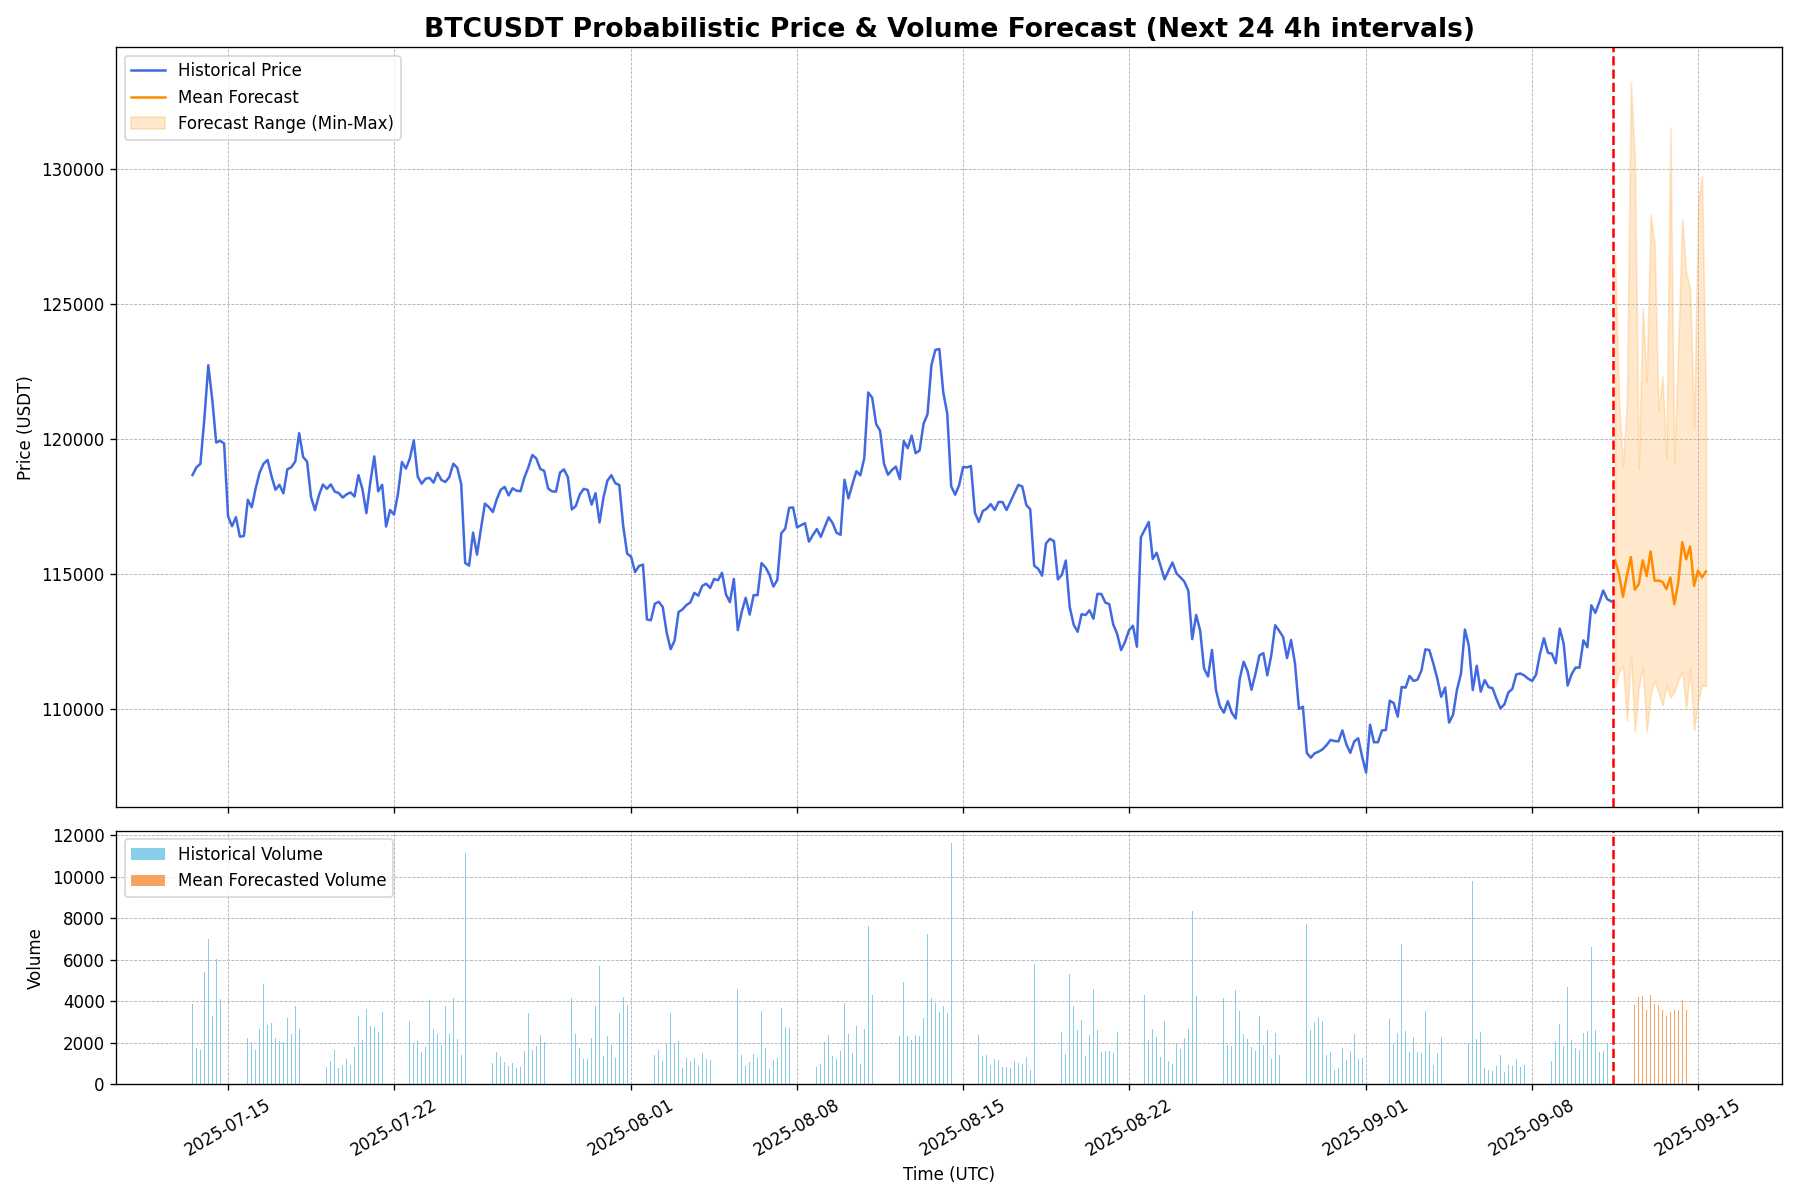 BTCUSDT Probabilistic Price & Volume Forecast (Next 24 4h intervals)
Historical Price
Mean Forecast
Forecast Range (Min-Max)
Price (USDT)
130000
125000
120000
115000
110000
Historical Volume
Mean Forecasted Volume
Volume
12000
10000
8000
6000
4000
2000
0
2025-07-15
2025-07-22
2025-08-01
2025-08-08
2025-08-15
2025-08-22
2025-09-01
2025-09-08
2025-09-15
Time (UTC)